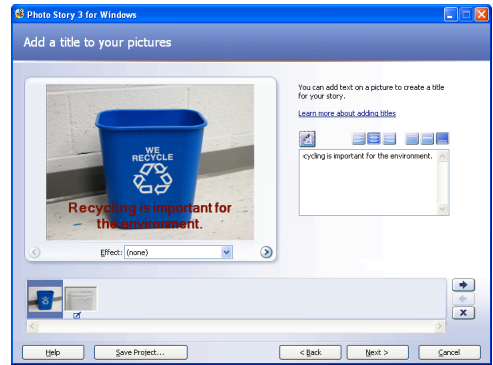 Photo Story 3 for Windows
Add a title to your pictures
You can add text on a picture to create a title
for your story.
Learn more about adding titles
WE
RECYCLE
Recycling is important for
the environment.
cycling is important for the environment.
Effect: (none)
Help
Save Project...
< Back
Next >
Cancel